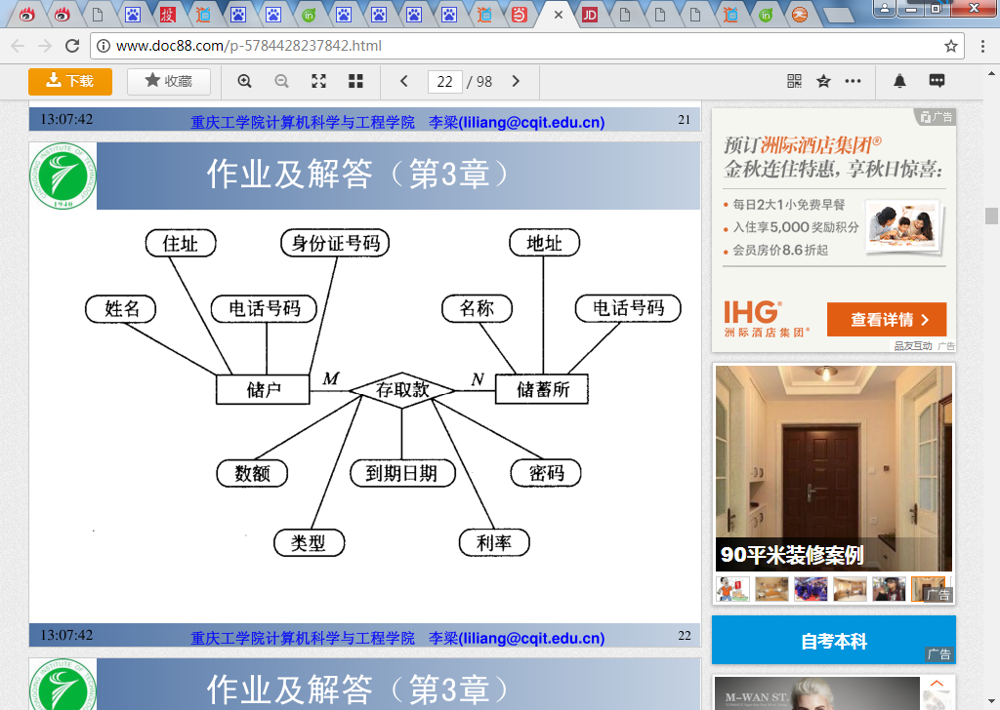 www.doc88.com/p-5784428237842.html
下载
收藏
22 / 98
13:07:42
重庆工学院计算机科学与工程学院 李梁(liliang@cqit.edu.cn)
21
作业及解答（第3章）
住址
身份证号码
地址
姓名
电话号码
名称
电话号码
储户
M
存取款
N
储蓄所
数额
到期日期
密码
类型
利率
13:07:42
重庆工学院计算机科学与工程学院 李梁(liliang@cqit.edu.cn)
22
作业及解答（第3章）
广告
预订洲际酒店集团®
金秋连住特惠，享秋日惊喜：
• 每日2大1小免费早餐
• 入住享5,000奖励积分
• 会员房价8.6折起
IHG®
洲际酒店集团®
查看详情
品友互动 广告
90平米装修案例
广告
自考本科
广告
M-WAN ST.